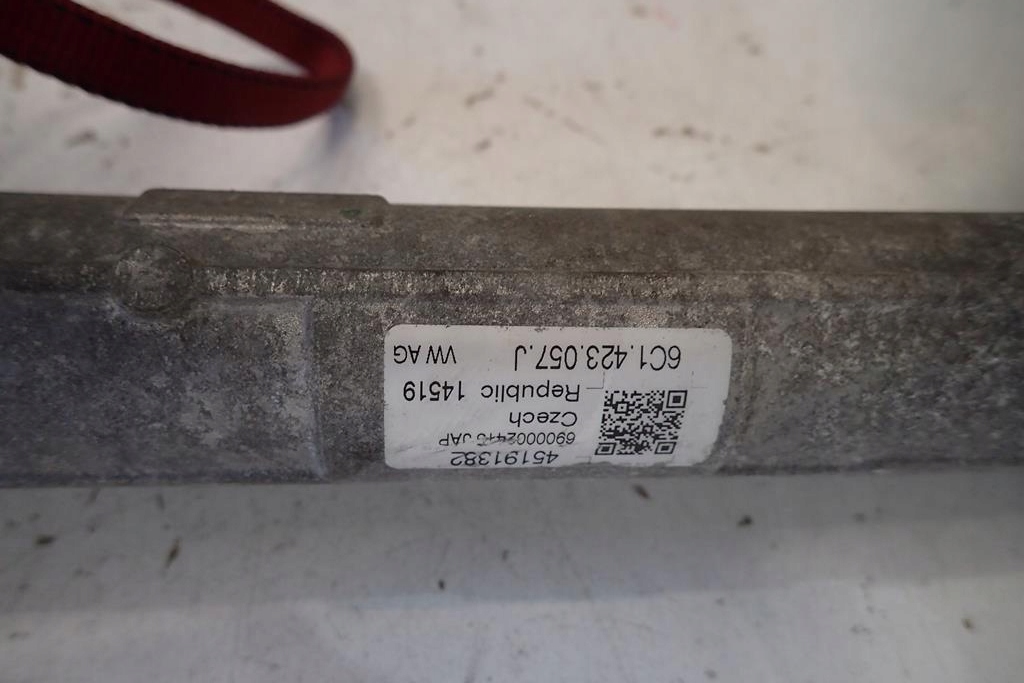 45191382
JAP
Czech
Republic 14519
6C1.423.057.J VW AG